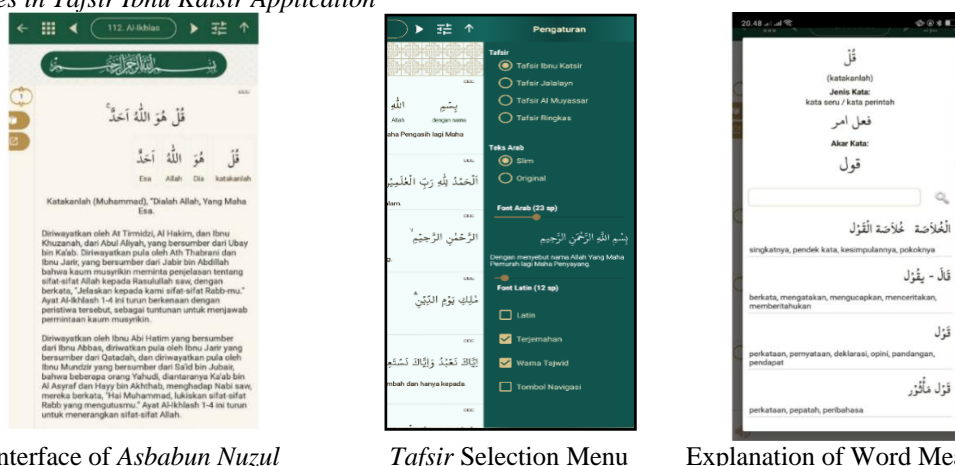 es in Tafsir Ibnu Katsir Application
112. Al-Ikhlas
قُلْ هُوَ اللّٰهُ اَحَدٌۚ
قُلْ هُوَ اللّٰهُ اَحَدٌ
Esa Allah Dia katakanlah
Katakanlah (Muhammad), "Dialah Allah, Yang Maha
Esa.
Diriwayatkan oleh At Tirmidzi, Al Hakim, dan Ibnu
Khuzanah, dari Abul Aliyah, yang bersumber dari Ubay
bin Ka'ab. Diriwayatkan pula oleh Ath Thabrani dan
Ibnu Jarir, yang bersumber dari Jabir bin Abdillah
bahwa kaum musyrikin meminta penjelasan tentang
sifat-sifat Allah kepada Rasulullah saw, dengan
berkata, "Jelaskan kepada kami sifat-sifat Rabb-mu."
Ayat Al-Ikhlash 1-4 ini turun berkenaan dengan
peristiwa tersebut, sebagai tuntunan untuk menjawab
permintaan kaum musyrikin.
Diriwayatkan oleh Ibnu Abi Hatim yang bersumber
dari Ibnu Abbas, diriwatkan pula oleh Ibnu Jarir yang
bersumber dari Qatadah, dan diriwayatkan pula oleh
Ibnu Mundzir yang bersumber dari Sa'id bin Jubair,
bahwa beberapa orang Yahudi, diantaranya Ka'ab bin
Al Asyraf dan Hayy bin Akhthab, menghadap Nabi saw,
mereka berkata, "Hai Muhammad, lukiskan sifat-sifat
Rabb yang mengutusmu." Ayat Al-Ikhlash 1-4 ini turun
untuk menerangkan sifat-sifat Allah.
nterface of Asbabun Nuzul
بِسْمِ اللّٰهِ
Allah dengan nama
aha Pengasih lagi Maha
اَلْحَمْدُ لِلّٰهِ رَبِّ الْعٰلَمِيْنَ
alam.
الرَّحْمٰنِ الرَّحِيْمِۙ
مٰلِكِ يَوْمِ الدِّيْنِۗ
اِيَّاكَ نَعْبُدُ وَاِيَّاكَ نَسْتَعِ
mbah dan hanya kepada
Pengaturan
Tafsir
Tafsir Ibnu Katsir
Tafsir Jalalayn
Tafsir Al Muyassar
Tafsir Ringkas
Teks Arab
Slim
Original
Font Arab (23 sp)
بِسْمِ اللّٰهِ الرَّحْمٰنِ الرَّحِيمِ
Dengan menyebut nama Allah Yang Maha
Pemurah lagi Maha Penyayang.
Font Latin (12 sp)
Latin
Terjemahan
Warna Tajwid
Tombol Navigasi
Tafsir Selection Menu
20.48
قُلْ
(katakanlah)
Jenis Kata:
kata seru / kata perintah
فعل امر
Akar Kata:
قول
الْخُلَاصَة خُلَاصَة الْقَوْل
singkatnya, pendek kata, kesimpulannya, pokoknya
قَالَ - يَقُوْل
berkata, mengatakan, mengucapkan, menceritakan,
memberitahukan
قَوْل
perkataan, pernyataan, deklarasi, opini, pandangan,
pendapat
قَوْل مَأْثُوْر
perkataan, pepatah, peribahasa
Explanation of Word Mea